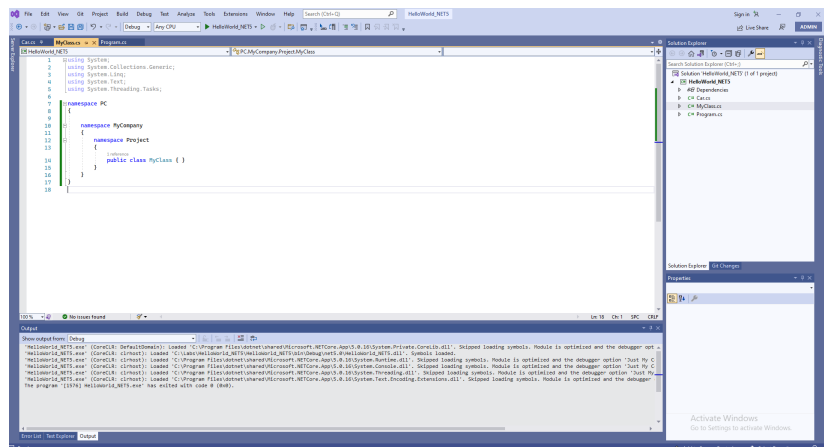 File Edit View Git Project Build Debug Test Analyze Tools Extensions Window Help Search (Ctrl+Q) HelloWorld_NET5 Sign in
Debug Any CPU HelloWorld_NET5 Live Share ADMIN
Server Explorer
Car.cs MyClass.cs Program.cs
HelloWorld_NET5 PC.MyCompany.Project.MyClass
1 using System;
2 using System.Collections.Generic;
3 using System.Linq;
4 using System.Text;
5 using System.Threading.Tasks;
6
7 namespace PC
8 {
9
10 namespace MyCompany
11 {
12 namespace Project
13 {
14 public class MyClass { }
15 }
16 }
17 }
18
100 % No issues found Ln: 18 Ch: 1 SPC CRLF
Output
Show output from: Debug
'HelloWorld_NET5.exe' (CoreCLR: DefaultDomain): Loaded 'C:\Program Files\dotnet\shared\Microsoft.NETCore.App\5.0.16\System.Private.CoreLib.dll'. Skipped loading symbols. Module is optimized and the debugger opt
'HelloWorld_NET5.exe' (CoreCLR: clrhost): Loaded 'C:\Labs\HelloWorld_NET5\HelloWorld_NET5\bin\Debug\net5.0\HelloWorld_NET5.dll'. Symbols loaded.
'HelloWorld_NET5.exe' (CoreCLR: clrhost): Loaded 'C:\Program Files\dotnet\shared\Microsoft.NETCore.App\5.0.16\System.Runtime.dll'. Skipped loading symbols. Module is optimized and the debugger option 'Just My C
'HelloWorld_NET5.exe' (CoreCLR: clrhost): Loaded 'C:\Program Files\dotnet\shared\Microsoft.NETCore.App\5.0.16\System.Console.dll'. Skipped loading symbols. Module is optimized and the debugger option 'Just My C
'HelloWorld_NET5.exe' (CoreCLR: clrhost): Loaded 'C:\Program Files\dotnet\shared\Microsoft.NETCore.App\5.0.16\System.Threading.dll'. Skipped loading symbols. Module is optimized and the debugger option 'Just My
'HelloWorld_NET5.exe' (CoreCLR: clrhost): Loaded 'C:\Program Files\dotnet\shared\Microsoft.NETCore.App\5.0.16\System.Text.Encoding.Extensions.dll'. Skipped loading symbols. Module is optimized and the debugger
The program '[1576] HelloWorld_NET5.exe' has exited with code 0 (0x0).
Error List Test Explorer Output
Solution Explorer
Search Solution Explorer (Ctrl+;)
Solution 'HelloWorld_NET5' (1 of 1 project)
HelloWorld_NET5
Dependencies
C# Car.cs
C# MyClass.cs
C# Program.cs
Solution Explorer Git Changes
Properties
Diagnostic Tools
Activate Windows
Go to Settings to activate Windows.